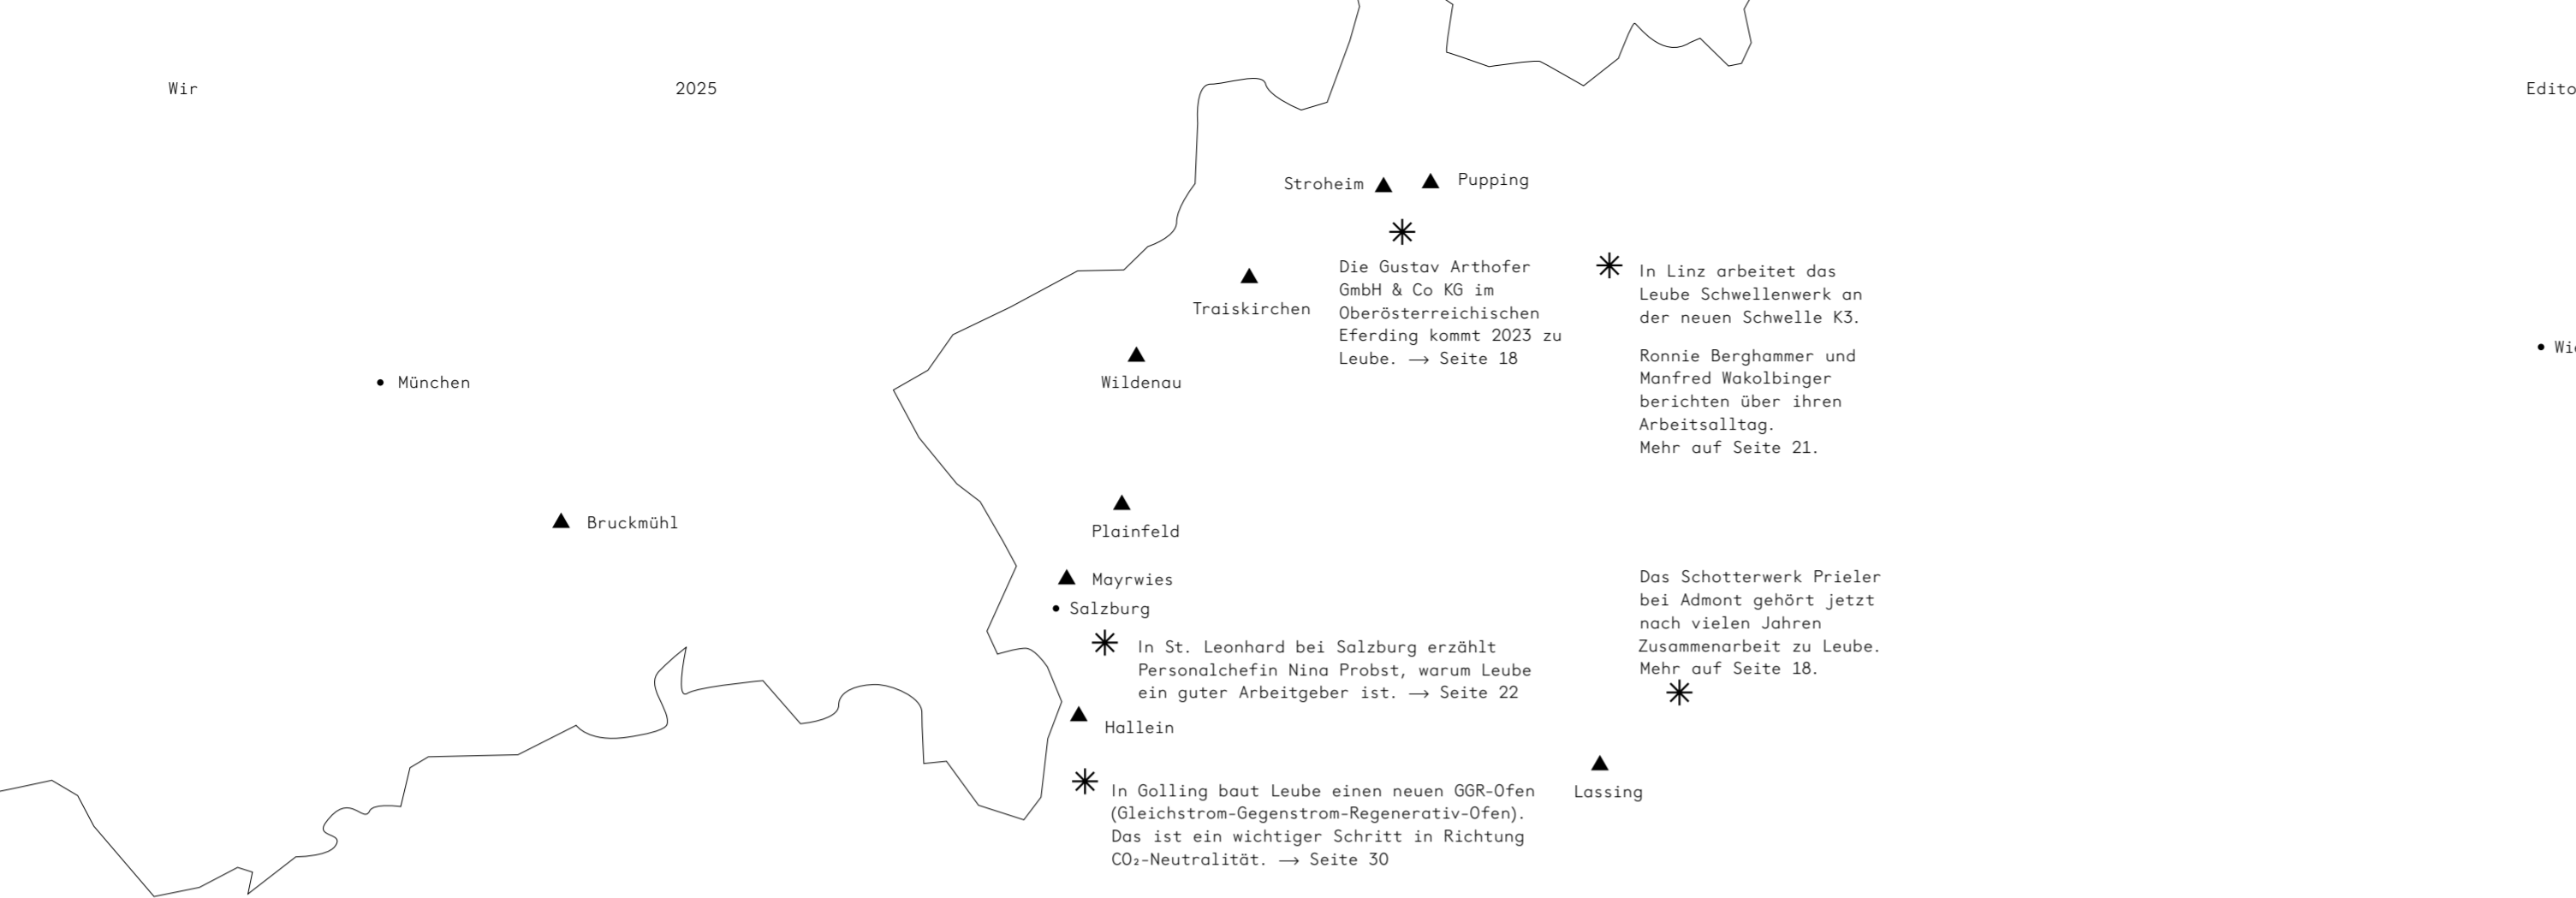 Wir
2025
Edito
Stroheim
Pupping
Die Gustav Arthofer
GmbH & Co KG im
Oberösterreichischen
Eferding kommt 2023 zu
Leube. → Seite 18
In Linz arbeitet das
Leube Schwellenwerk an
der neuen Schwelle K3.
Ronnie Berghammer und
Manfred Wakolbinger
berichten über ihren
Arbeitsalltag.
Mehr auf Seite 21.
Traiskirchen
Wildenau
München
Bruckmühl
Plainfeld
Mayrwies
Salzburg
In St. Leonhard bei Salzburg erzählt
Personalchefin Nina Probst, warum Leube
ein guter Arbeitgeber ist. → Seite 22
Das Schotterwerk Prieler
bei Admont gehört jetzt
nach vielen Jahren
Zusammenarbeit zu Leube.
Mehr auf Seite 18.
Hallein
Lassing
In Golling baut Leube einen neuen GGR-Ofen
(Gleichstrom-Gegenstrom-Regenerativ-Ofen).
Das ist ein wichtiger Schritt in Richtung
CO₂-Neutralität. → Seite 30